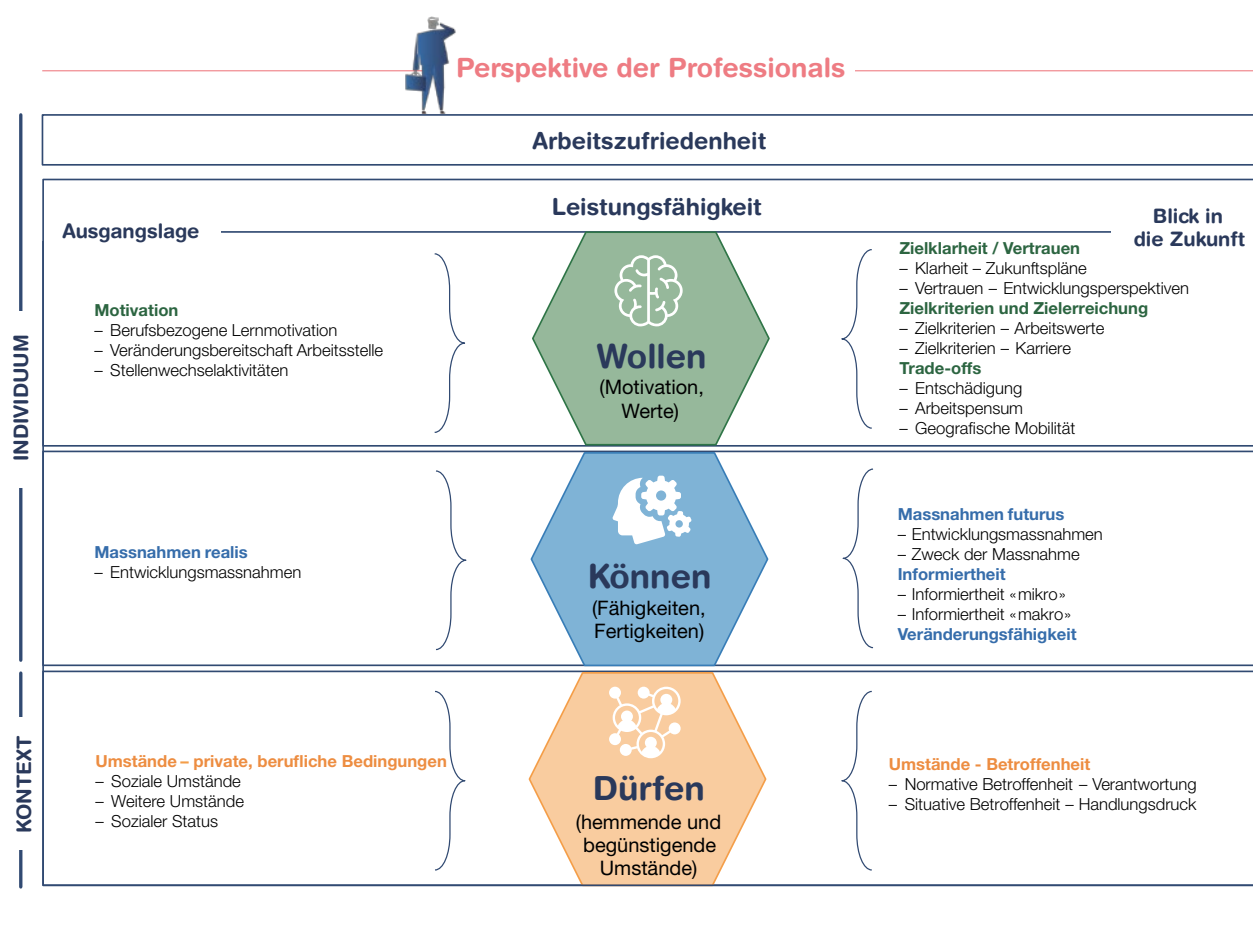 Perspektive der Professionals
Arbeitszufriedenheit
Leistungsfähigkeit
Ausgangslage
Blick in
die Zukunft
INDIVIDUUM
Motivation
– Berufsbezogene Lernmotivation
– Veränderungsbereitschaft Arbeitsstelle
– Stellenwechselaktivitäten
Wollen
(Motivation,
Werte)
Zielklarheit / Vertrauen
– Klarheit – Zukunftspläne
– Vertrauen – Entwicklungsperspektiven
Zielkriterien und Zielerreichung
– Zielkriterien – Arbeitswerte
– Zielkriterien – Karriere
Trade-offs
– Entschädigung
– Arbeitspensum
– Geografische Mobilität
Massnahmen realis
– Entwicklungsmassnahmen
Können
(Fähigkeiten,
Fertigkeiten)
Massnahmen futurus
– Entwicklungsmassnahmen
– Zweck der Massnahme
Informiertheit
– Informiertheit «mikro»
– Informiertheit «makro»
Veränderungsfähigkeit
KONTEXT
Umstände – private, berufliche Bedingungen
– Soziale Umstände
– Weitere Umstände
– Sozialer Status
Dürfen
(hemmende und
begünstigende
Umstände)
Umstände - Betroffenheit
– Normative Betroffenheit – Verantwortung
– Situative Betroffenheit – Handlungsdruck